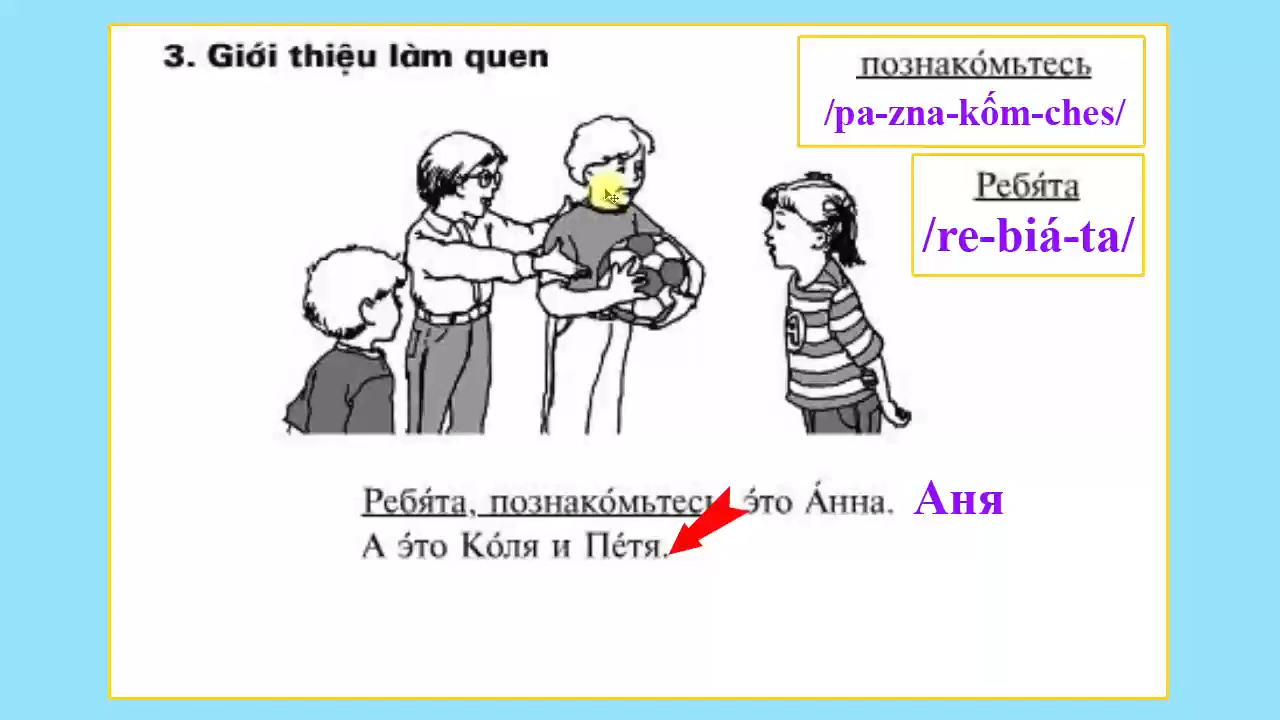 3. Giới thiệu làm quen
познако́мьтесь
/pa-zna-kốm-ches/
Ребя́та
/re-biá-ta/
Ребя́та, познако́мьтесь, э́то А́нна. Аня
А э́то Ко́ля и Пе́тя.